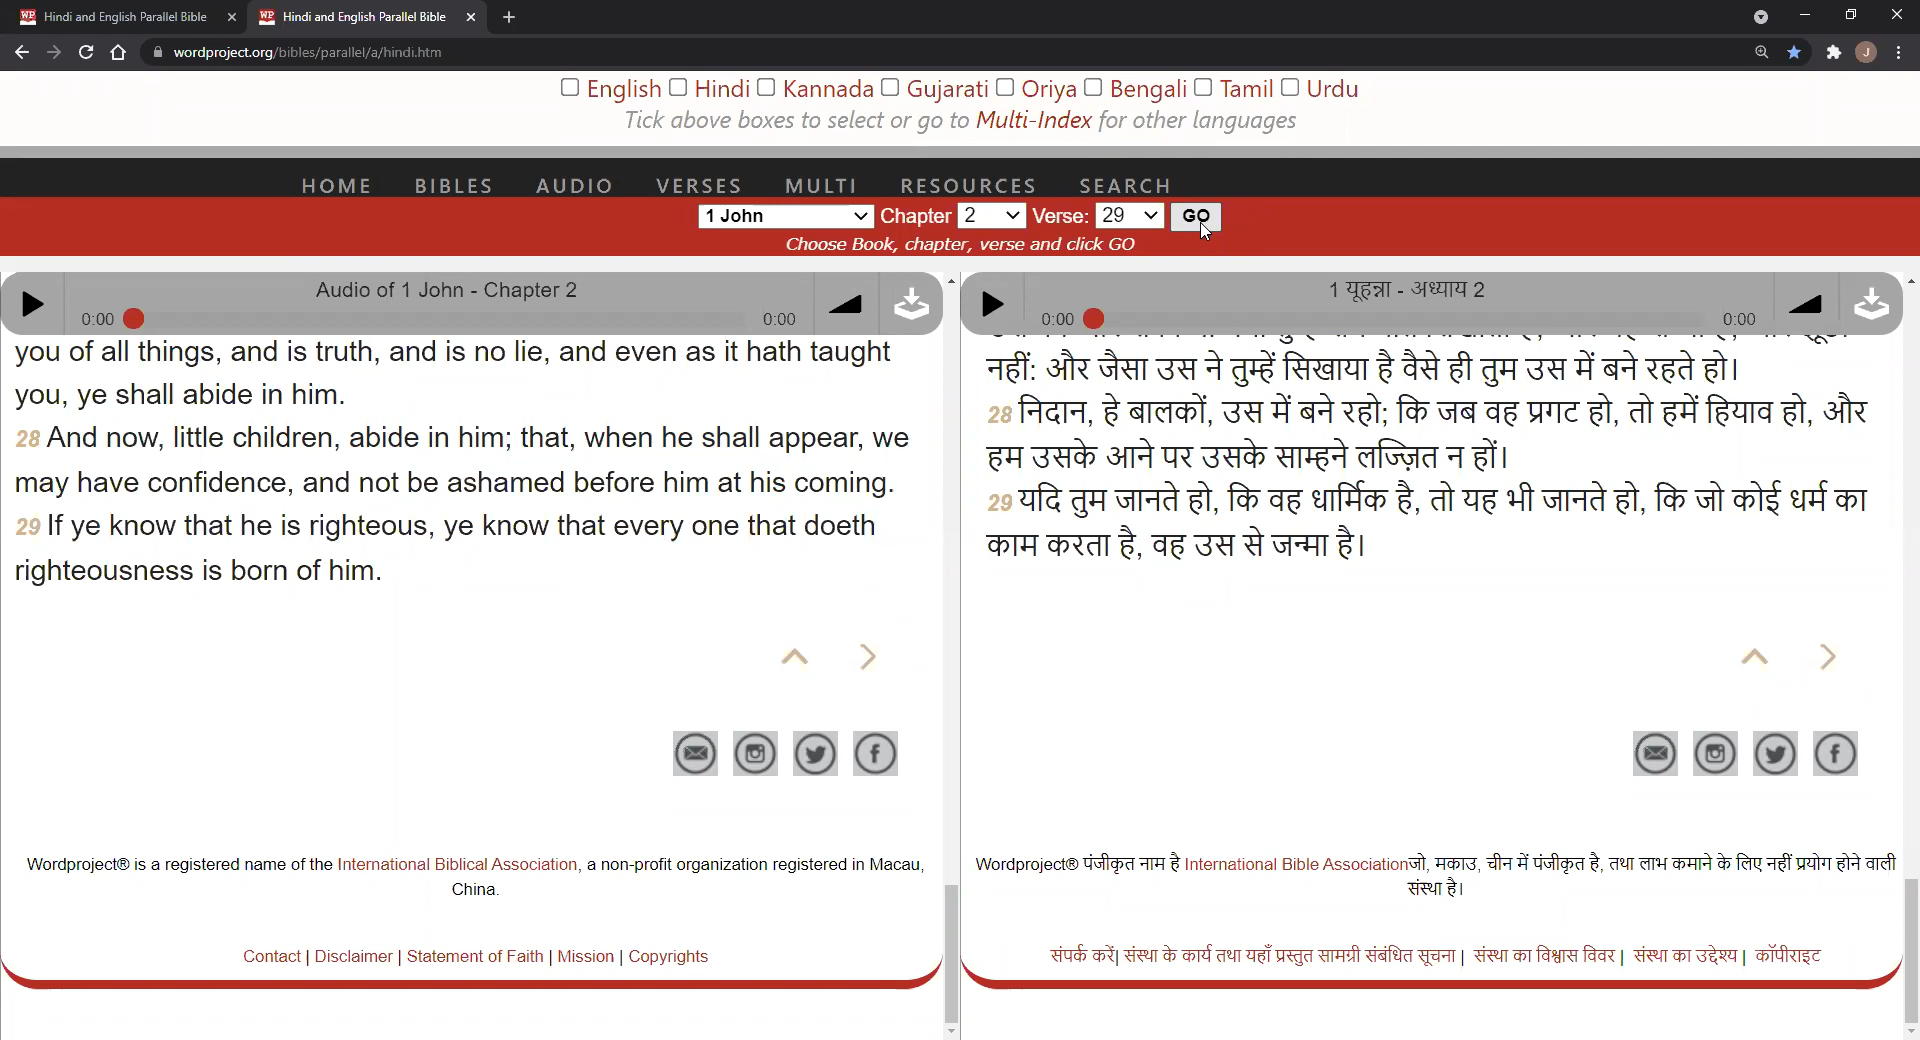 Hindi and English Parallel Bible
Hindi and English Parallel Bible
wordproject.org/bibles/parallel/a/hindi.htm
J
English Hindi Kannada Gujarati Oriya Bengali Tamil Urdu
Tick above boxes to select or go to Multi-Index for other languages
HOME BIBLES AUDIO VERSES MULTI RESOURCES SEARCH
1 John Chapter 2 Verse: 29 GO
Choose Book, chapter, verse and click GO
Audio of 1 John - Chapter 2
0:00 0:00
you of all things, and is truth, and is no lie, and even as it hath taught
you, ye shall abide in him.
28 And now, little children, abide in him; that, when he shall appear, we
may have confidence, and not be ashamed before him at his coming.
29 If ye know that he is righteous, ye know that every one that doeth
righteousness is born of him.
Wordproject® is a registered name of the International Biblical Association, a non-profit organization registered in Macau,
China.
Contact | Disclaimer | Statement of Faith | Mission | Copyrights
1 यूहन्ना - अध्याय 2
0:00 0:00
नहीं: और जैसा उस ने तुम्हें सिखाया है वैसे ही तुम उस में बने रहते हो।
28 निदान, हे बालकों, उस में बने रहो; कि जब वह प्रगट हो, तो हमें हियाव हो, और
हम उसके आने पर उसके साम्हने लज्ज़ित न हों।
29 यदि तुम जानते हो, कि वह धार्मिक है, तो यह भी जानते हो, कि जो कोई धर्म का
काम करता है, वह उस से जन्मा है।
Wordproject® पंजीकृत नाम है International Bible Associationजो, मकाउ, चीन में पंजीकृत है, तथा लाभ कमाने के लिए नहीं प्रयोग होने वाली
संस्था है।
संपर्क करें| संस्था के कार्य तथा यहाँ प्रस्तुत सामग्री संबंधित सूचना | संस्था का विश्वास विवर | संस्था का उद्देश्य | कॉपीराइट